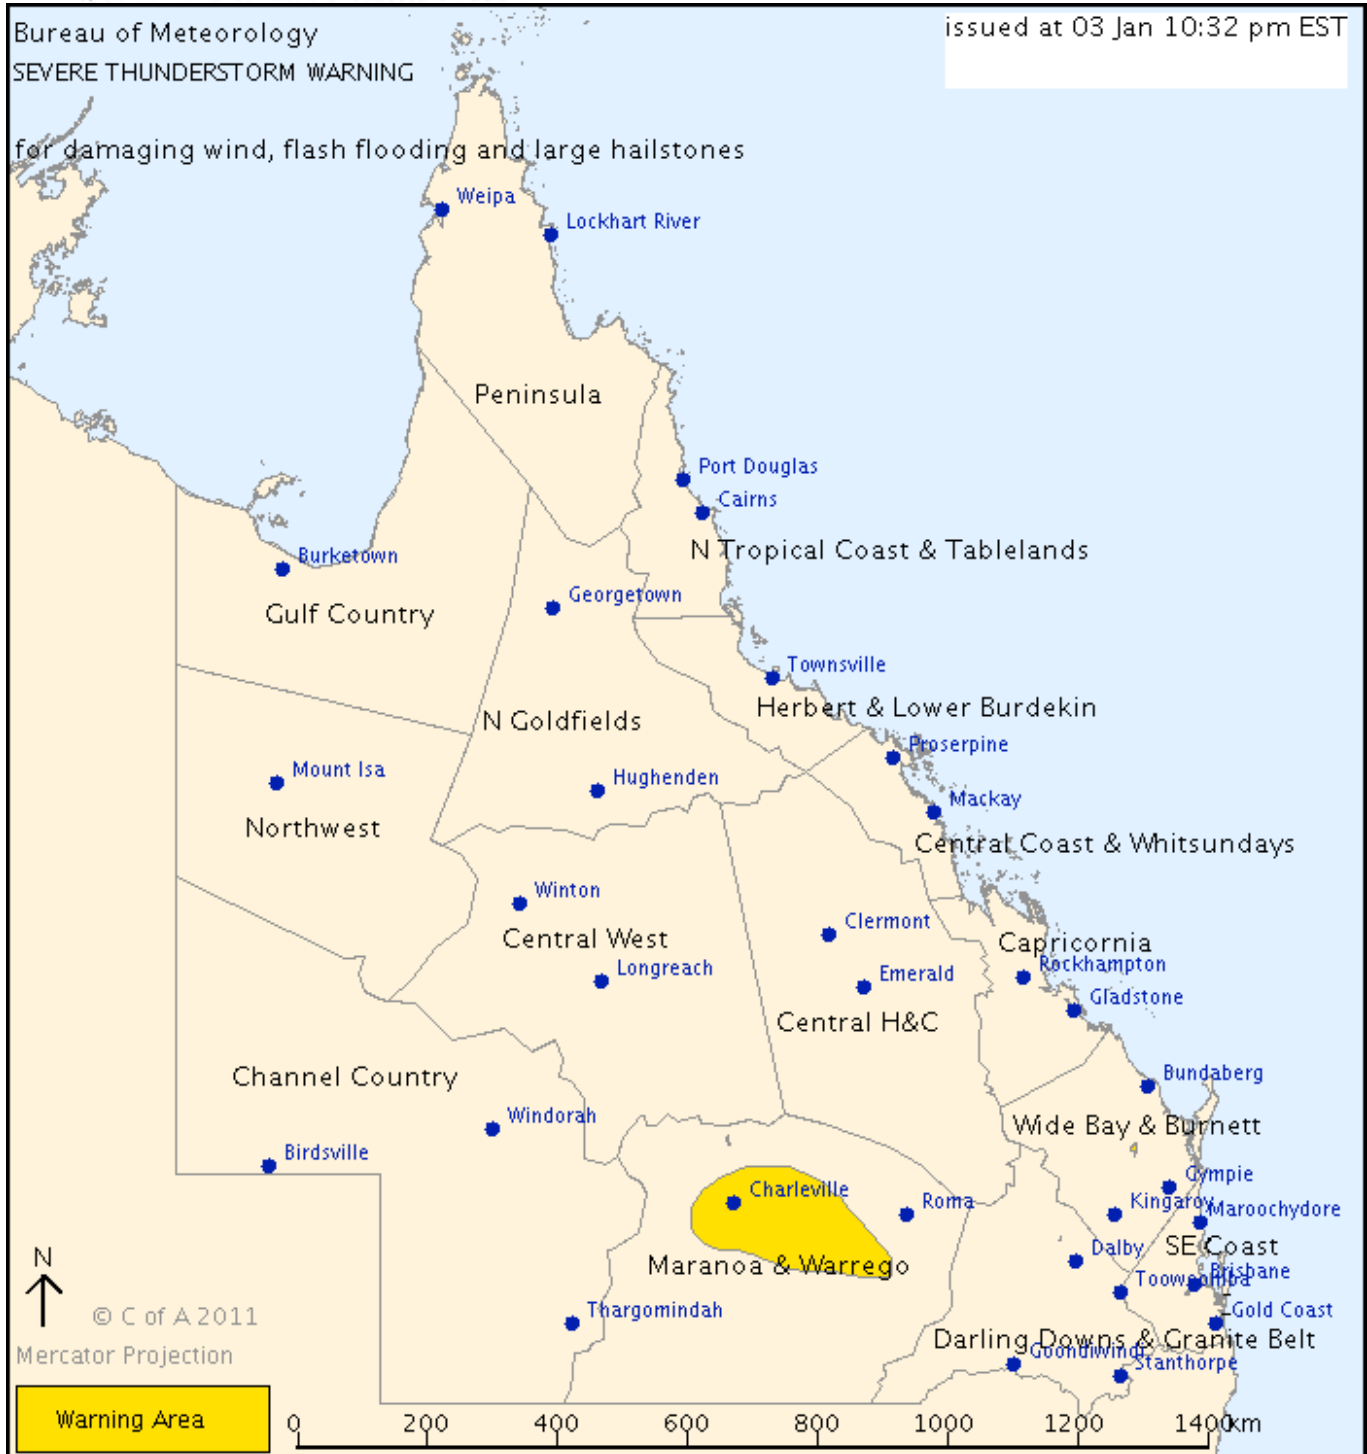 Bureau of Meteorology
issued at 03 Jan 10:32 pm EST
SEVERE THUNDERSTORM WARNING
for damaging wind, flash flooding and large hailstones
Weipa
Lockhart River
Peninsula
Port Douglas
Cairns
N Tropical Coast & Tablelands
Burketown
Georgetown
Gulf Country
Townsville
Herbert & Lower Burdekin
N Goldfields
Proserpine
Mount Isa
Hughenden
Mackay
Northwest
Central Coast & Whitsundays
Winton
Clermont
Central West
Capricornia
Rockhampton
Longreach
Emerald
Gladstone
Central H&C
Channel Country
Bundaberg
Windorah
Wide Bay & Burnett
Birdsville
Gympie
Charleville
Roma
Kingaroy
Maroochydore
SE Coast
Dalby
Maranoa & Warrego
Brisbane
Toowoomba
N
Thargomindah
Gold Coast
© C of A 2011
Darling Downs & Granite Belt
Mercator Projection
Goondiwindi
Stanthorpe
Warning Area
0 200 400 600 800 1000 1200 1400km